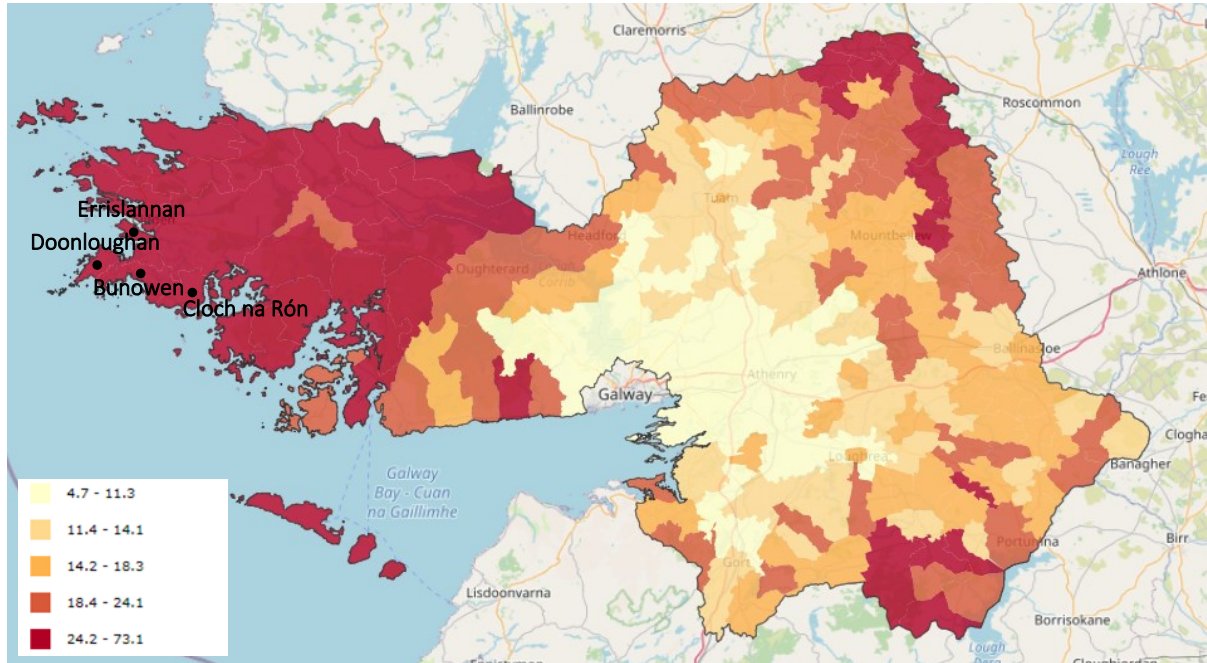 Claremorris
Ballinrobe
Roscommon
Lough
Ree
Errislannan
Doonloughan
Bunowen
Cloch na Rón
Headford
Tuam
Mountbellew
Oughterard
Corrib
Athlone
Ballinasloe
Athenry
Galway
Loughrea
Banagher
Galway
Bay - Cuan
na Gaillimhe
Portumna
Birr
Gort
Lisdoonvarna
Borrisokane
Lough
4.7 - 11.3
11.4 - 14.1
14.2 - 18.3
18.4 - 24.1
24.2 - 73.1